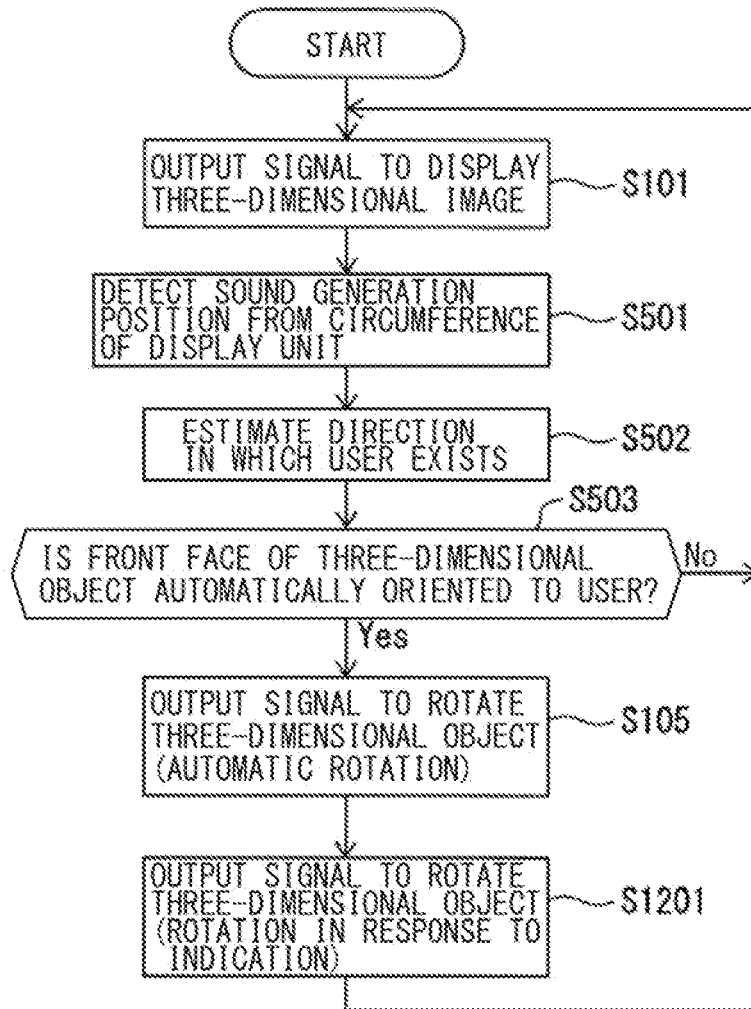 START
OUTPUT SIGNAL TO DISPLAY
THREE-DIMENSIONAL IMAGE
S101
DETECT SOUND GENERATION
POSITION FROM CIRCUMFERENCE
OF DISPLAY UNIT
S501
ESTIMATE DIRECTION
IN WHICH USER EXISTS
S502
S503
IS FRONT FACE OF THREE-DIMENSIONAL
OBJECT AUTOMATICALLY ORIENTED TO USER?
No
Yes
OUTPUT SIGNAL TO ROTATE
THREE-DIMENSIONAL OBJECT
(AUTOMATIC ROTATION)
S105
OUTPUT SIGNAL TO ROTATE
THREE-DIMENSIONAL OBJECT
(ROTATION IN RESPONSE TO
INDICATION)
S1201